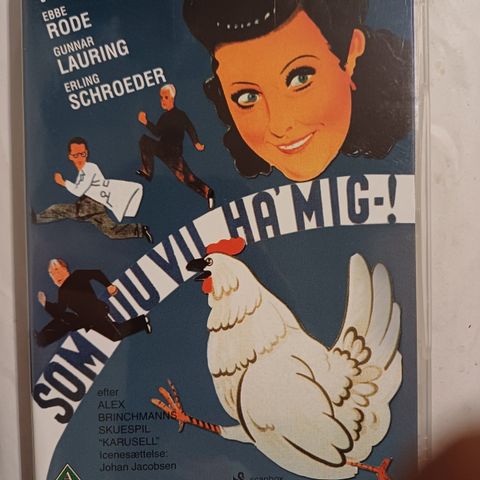 EBBE
RODE
GUNNAR
LAURING
ERLING
SCHROEDER
SOM DU VIL HA' MIG-!
efter
ALEX
BRINCHMANNS
SKUESPIL
"KARUSELL"
Icenesættelse:
Johan Jacobsen
scanbox